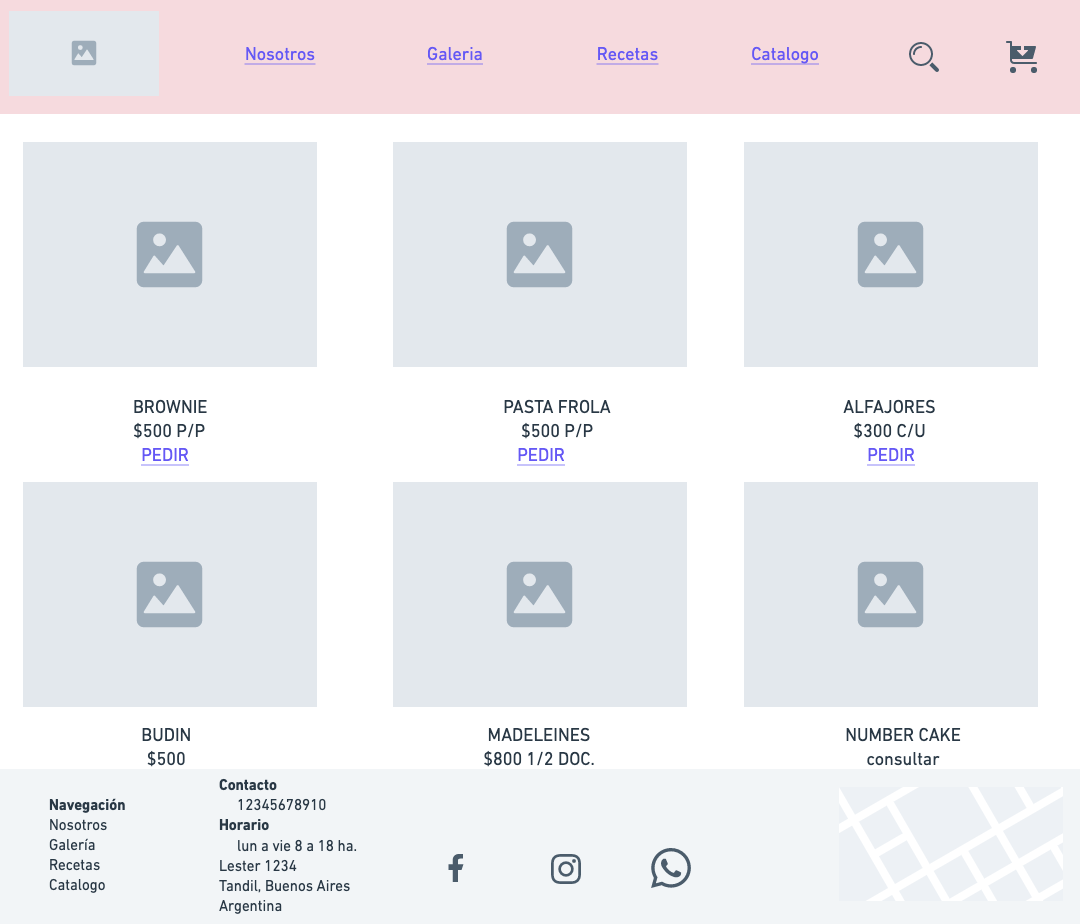 Nosotros
Galeria
Recetas
Catalogo
BROWNIE
$500 P/P
PEDIR
PASTA FROLA
$500 P/P
PEDIR
ALFAJORES
$300 C/U
PEDIR
BUDIN
$500
MADELEINES
$800 1/2 DOC.
NUMBER CAKE
consultar
Navegación
Nosotros
Galería
Recetas
Catalogo
Contacto
12345678910
Horario
lun a vie 8 a 18 ha.
Lester 1234
Tandil, Buenos Aires
Argentina